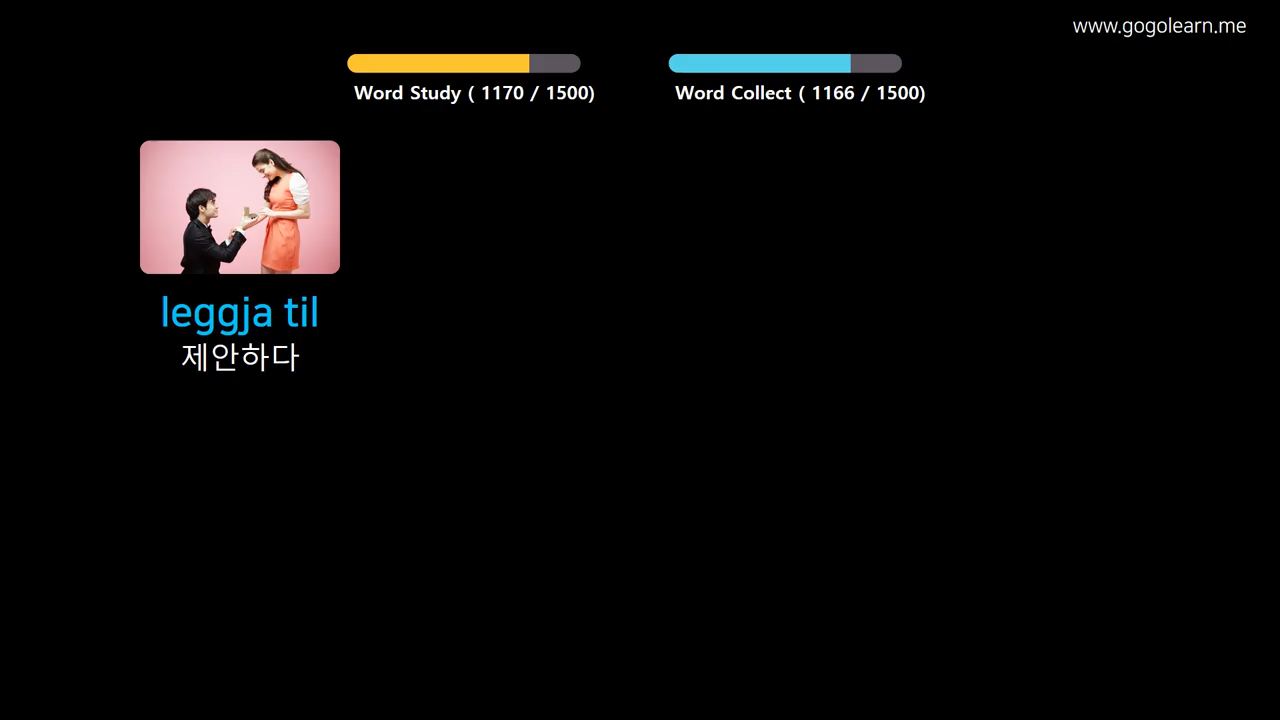 www.gogolearn.me
Word Study ( 1170 / 1500)
Word Collect ( 1166 / 1500)
leggja til
제안하다